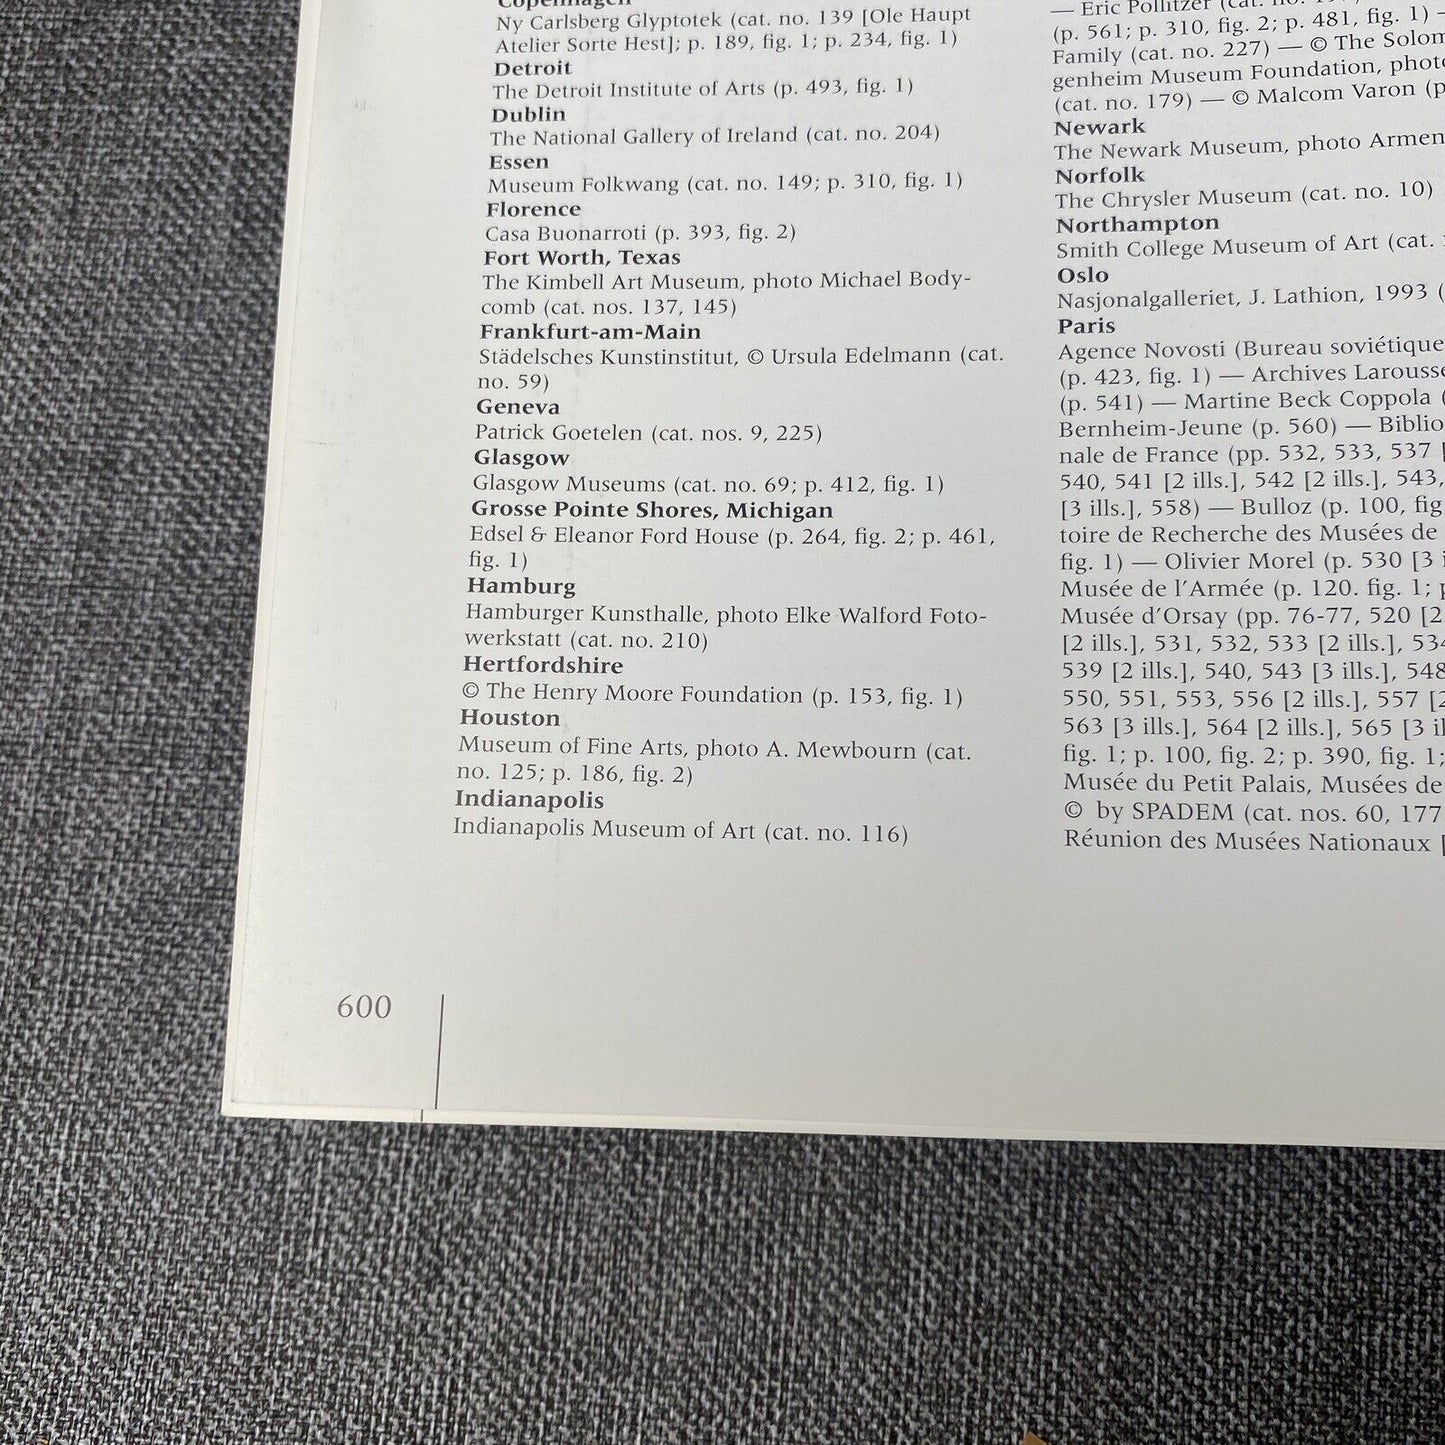 Copenhagen
Ny Carlsberg Glyptotek (cat. no. 139 [Ole Haupt
Atelier Sorte Hest]; p. 189, fig. 1; p. 234, fig. 1)
Detroit
The Detroit Institute of Arts (p. 493, fig. 1)
Dublin
The National Gallery of Ireland (cat. no. 204)
Essen
Museum Folkwang (cat. no. 149; p. 310, fig. 1)
Florence
Casa Buonarroti (p. 393, fig. 2)
Fort Worth, Texas
The Kimbell Art Museum, photo Michael Body-
comb (cat. nos. 137, 145)
Frankfurt-am-Main
Städelsches Kunstinstitut, © Ursula Edelmann (cat.
no. 59)
Geneva
Patrick Goetelen (cat. nos. 9, 225)
Glasgow
Glasgow Museums (cat. no. 69; p. 412, fig. 1)
Grosse Pointe Shores, Michigan
Edsel & Eleanor Ford House (p. 264, fig. 2; p. 461,
fig. 1)
Hamburg
Hamburger Kunsthalle, photo Elke Walford Foto-
werkstatt (cat. no. 210)
Hertfordshire
© The Henry Moore Foundation (p. 153, fig. 1)
Houston
Museum of Fine Arts, photo A. Mewbourn (cat.
no. 125; p. 186, fig. 2)
Indianapolis
Indianapolis Museum of Art (cat. no. 116)
— Eric Pollitzer (cat. no.
(p. 561; p. 310, fig. 2; p. 481, fig. 1) —
Family (cat. no. 227) — © The Solom
genheim Museum Foundation, photo
(cat. no. 179) — © Malcom Varon (p
Newark
The Newark Museum, photo Armen
Norfolk
The Chrysler Museum (cat. no. 10)
Northampton
Smith College Museum of Art (cat.
Oslo
Nasjonalgalleriet, J. Lathion, 1993 (
Paris
Agence Novosti (Bureau soviétique
(p. 423, fig. 1) — Archives Larousse
(p. 541) — Martine Beck Coppola (
Bernheim-Jeune (p. 560) — Biblio
nale de France (pp. 532, 533, 537 [
540, 541 [2 ills.], 542 [2 ills.], 543,
[3 ills.], 558) — Bulloz (p. 100, fig
toire de Recherche des Musées de
fig. 1) — Olivier Morel (p. 530 [3 i
Musée de l'Armée (p. 120. fig. 1; p
Musée d'Orsay (pp. 76-77, 520 [2
[2 ills.], 531, 532, 533 [2 ills.], 534
539 [2 ills.], 540, 543 [3 ills.], 548
550, 551, 553, 556 [2 ills.], 557 [2
563 [3 ills.], 564 [2 ills.], 565 [3 il
fig. 1; p. 100, fig. 2; p. 390, fig. 1;
Musée du Petit Palais, Musées de
© by SPADEM (cat. nos. 60, 177
Réunion des Musées Nationaux [
600